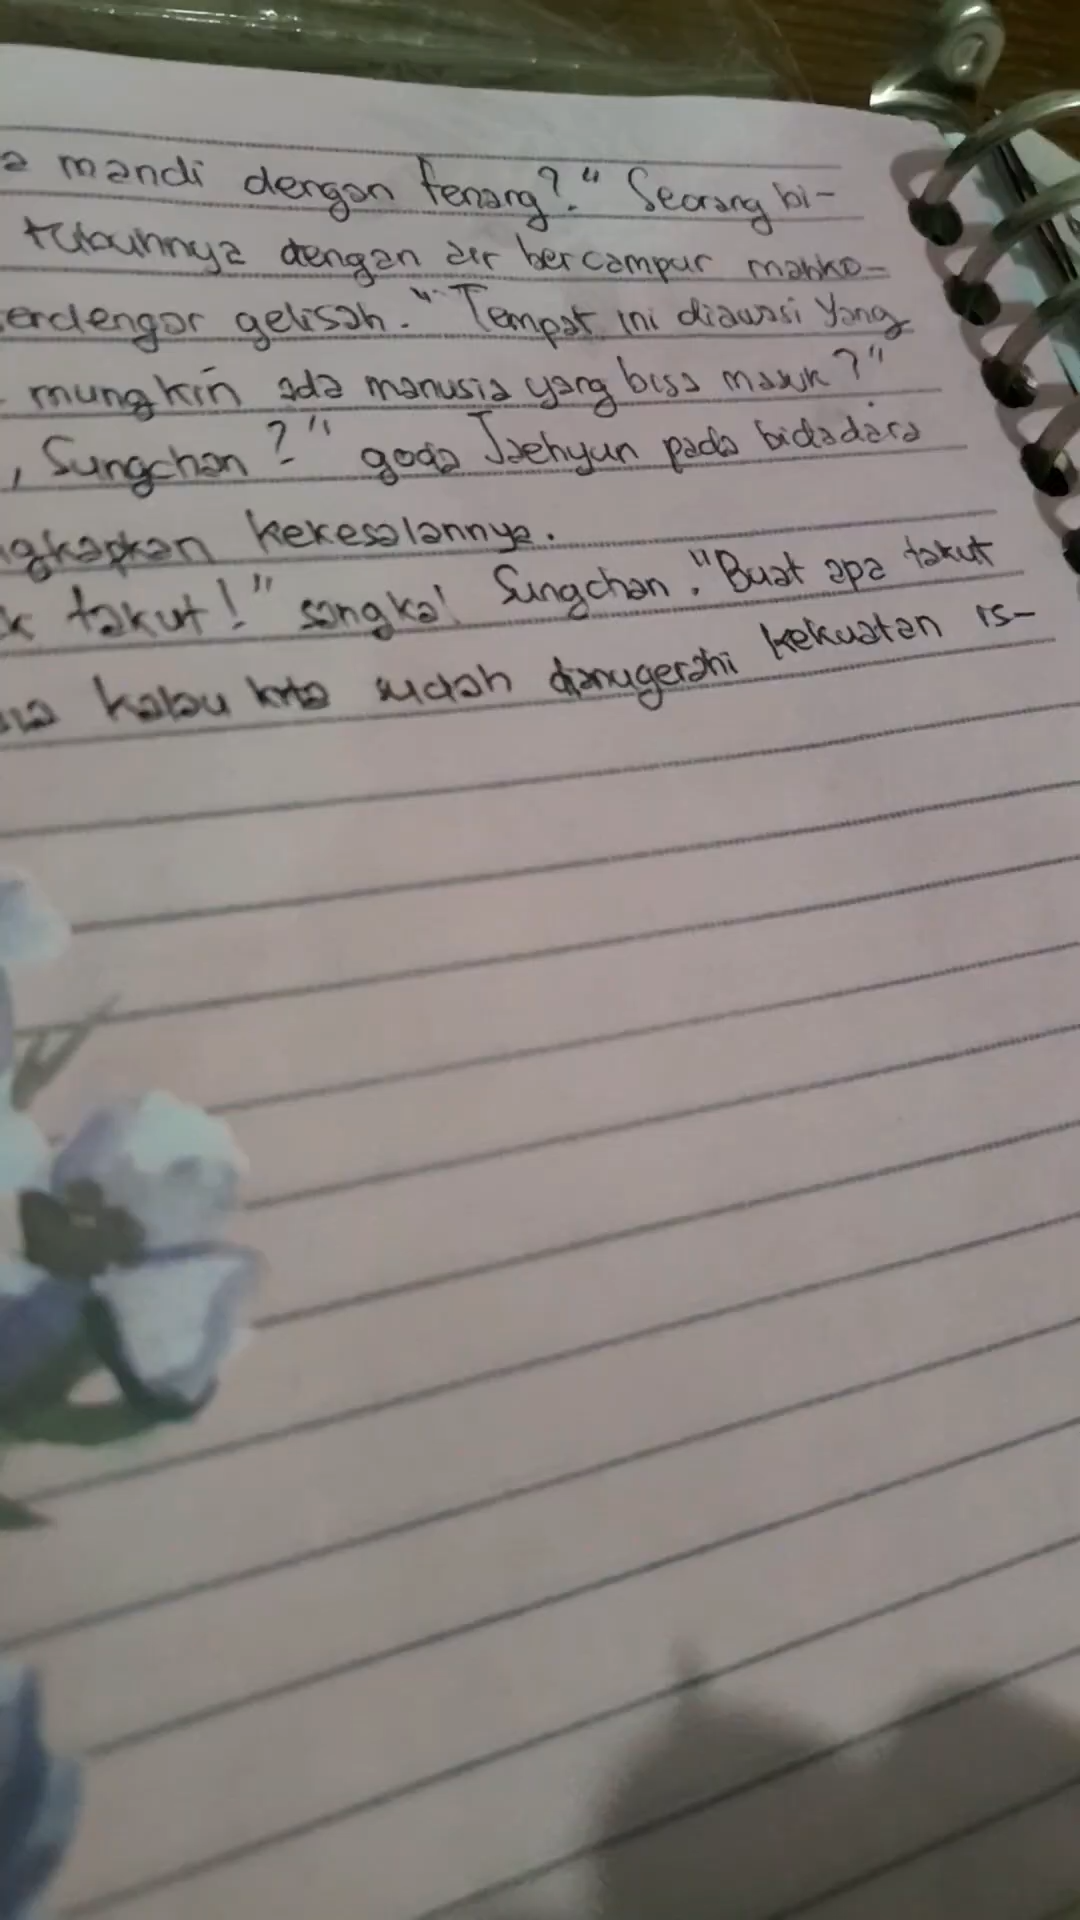 a mandi dengan tenang?" Seorang bi-
tubuhnya dengan air bercampur mahko-
erdengar gelisah. "Tempat ini diawasi Yang
mungkin ada manusia yang bisa masuk?"
, Sungchan?" goda Jaehyun pada bidadara
ngkapkan kekesalannya.
k takut!" sangkal Sungchan. "Buat apa takut
kalau kita sudah dianugerahi kekuatan is-